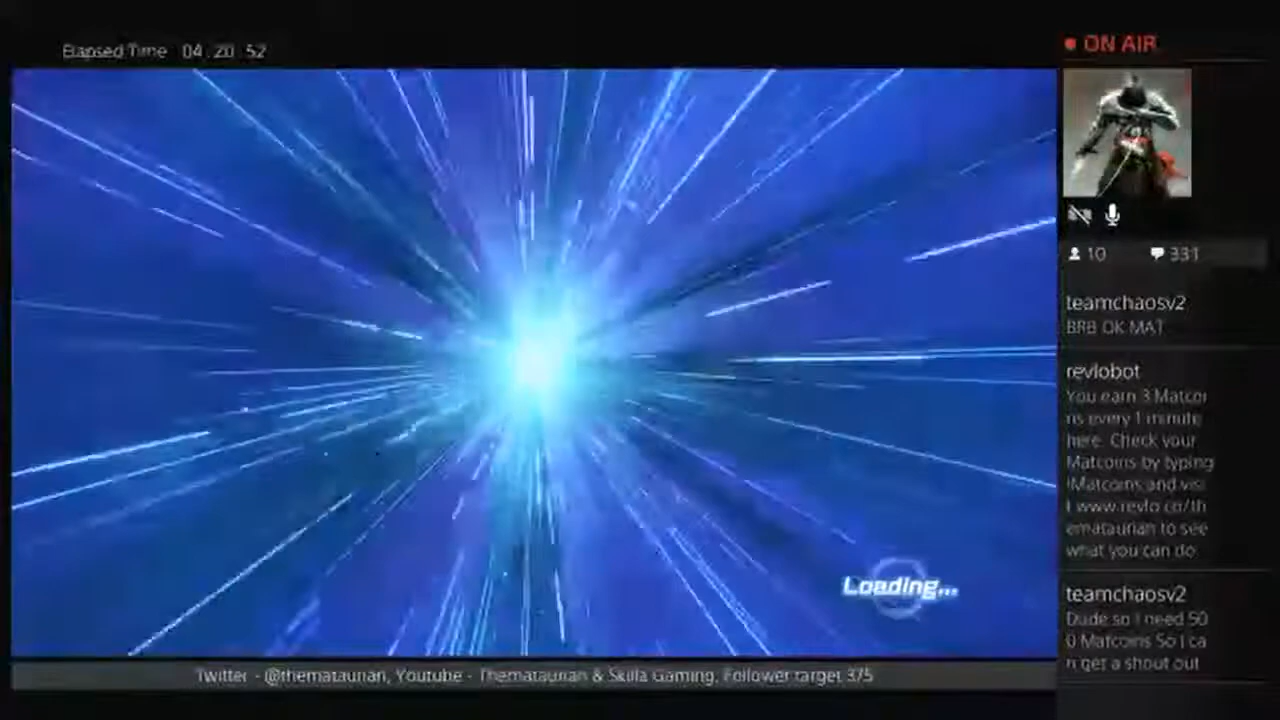 Elapsed Time 04 . 20 . 52
ON AIR
10 331
teamchaosv2
BRB OK MAT
revlobot
You earn 3 Matcoi
ns every 1 minute
here. Check your
Matcoins by typing
!Matcoins and visi
t www.revlo.co/th
emataurian to see
what you can do
teamchaosv2
Dude so I need 50
0 Matcoins So I ca
n get a shout out
Loading...
Twitter - @themataurian, Youtube - Themataurian & Skilla Gaming, Follower target 375